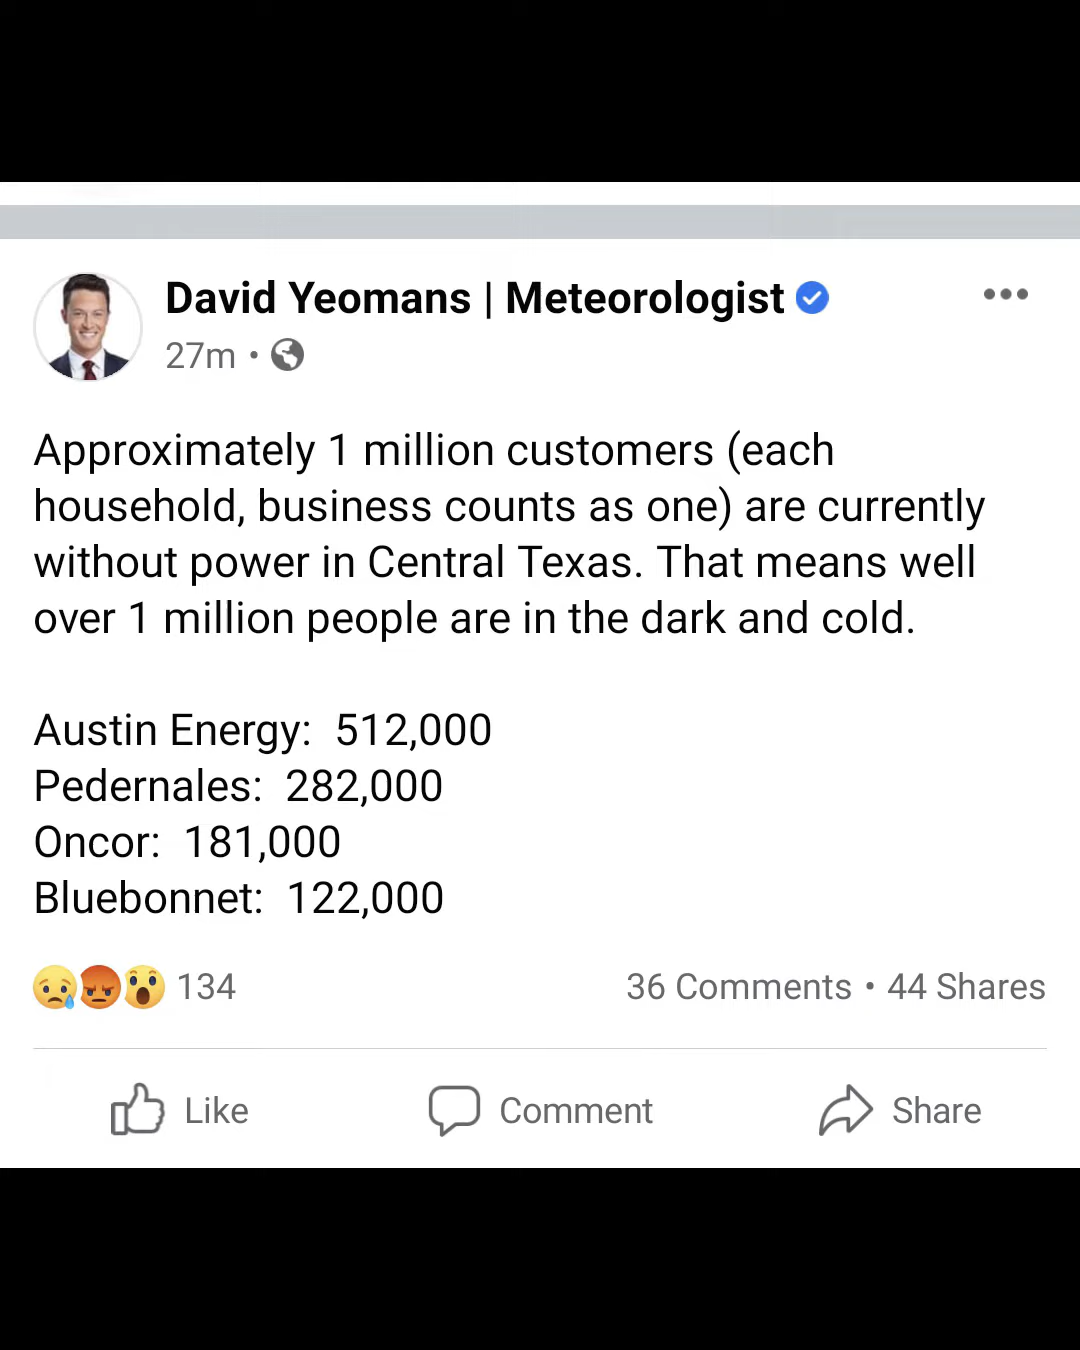 David Yeomans | Meteorologist
27m •
Approximately 1 million customers (each
household, business counts as one) are currently
without power in Central Texas. That means well
over 1 million people are in the dark and cold.
Austin Energy:  512,000
Pedernales:  282,000
Oncor:  181,000
Bluebonnet:  122,000
134 36 Comments • 44 Shares
Like Comment Share